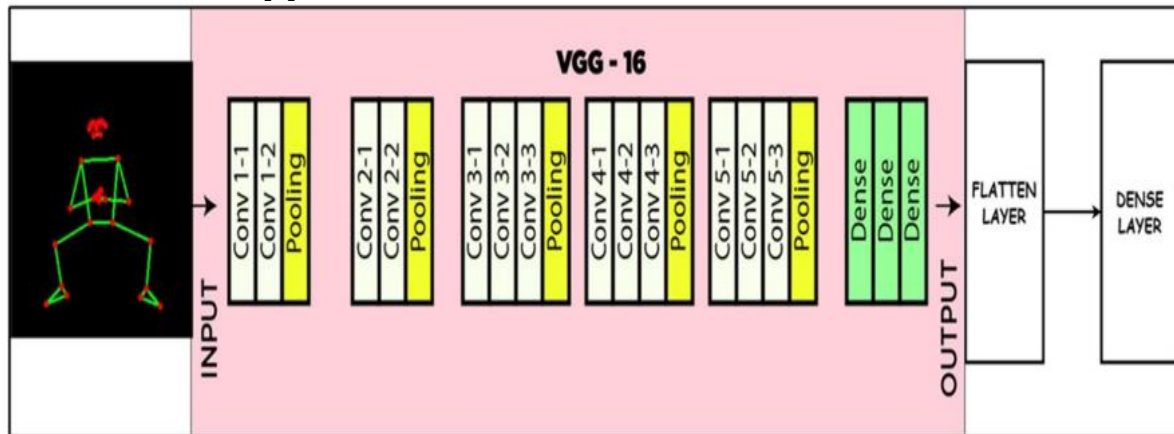 VGG - 16
INPUT
Conv 1-1
Conv 1-2
Pooling
Conv 2-1
Conv 2-2
Pooling
Conv 3-1
Conv 3-2
Conv 3-3
Pooling
Conv 4-1
Conv 4-2
Conv 4-3
Pooling
Conv 5-1
Conv 5-2
Conv 5-3
Pooling
Dense
Dense
Dense
OUTPUT
FLATTEN
LAYER
DENSE
LAYER